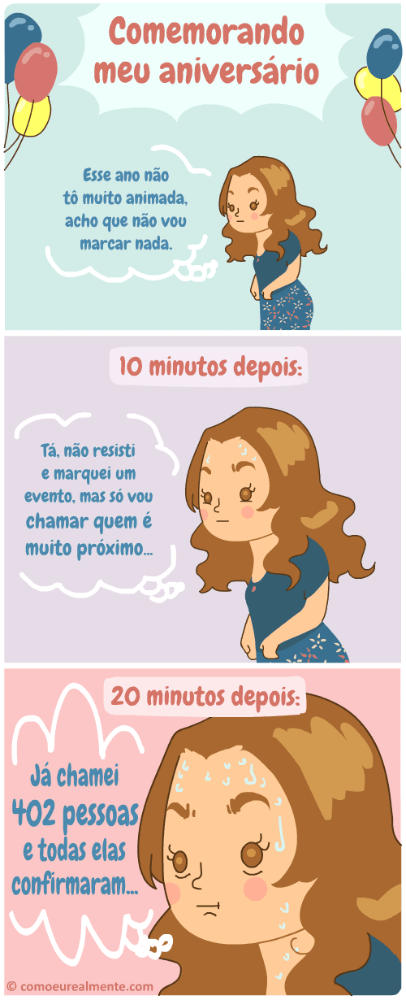 Comemorando
meu aniversário
Esse ano não
tô muito animada,
acho que não vou
marcar nada.
10 minutos depois:
Tá, não resisti
e marquei um
evento, mas só vou
chamar quem é
muito próximo...
20 minutos depois:
Já chamei
402 pessoas
e todas elas
confirmaram...
© comoeurealmente.com